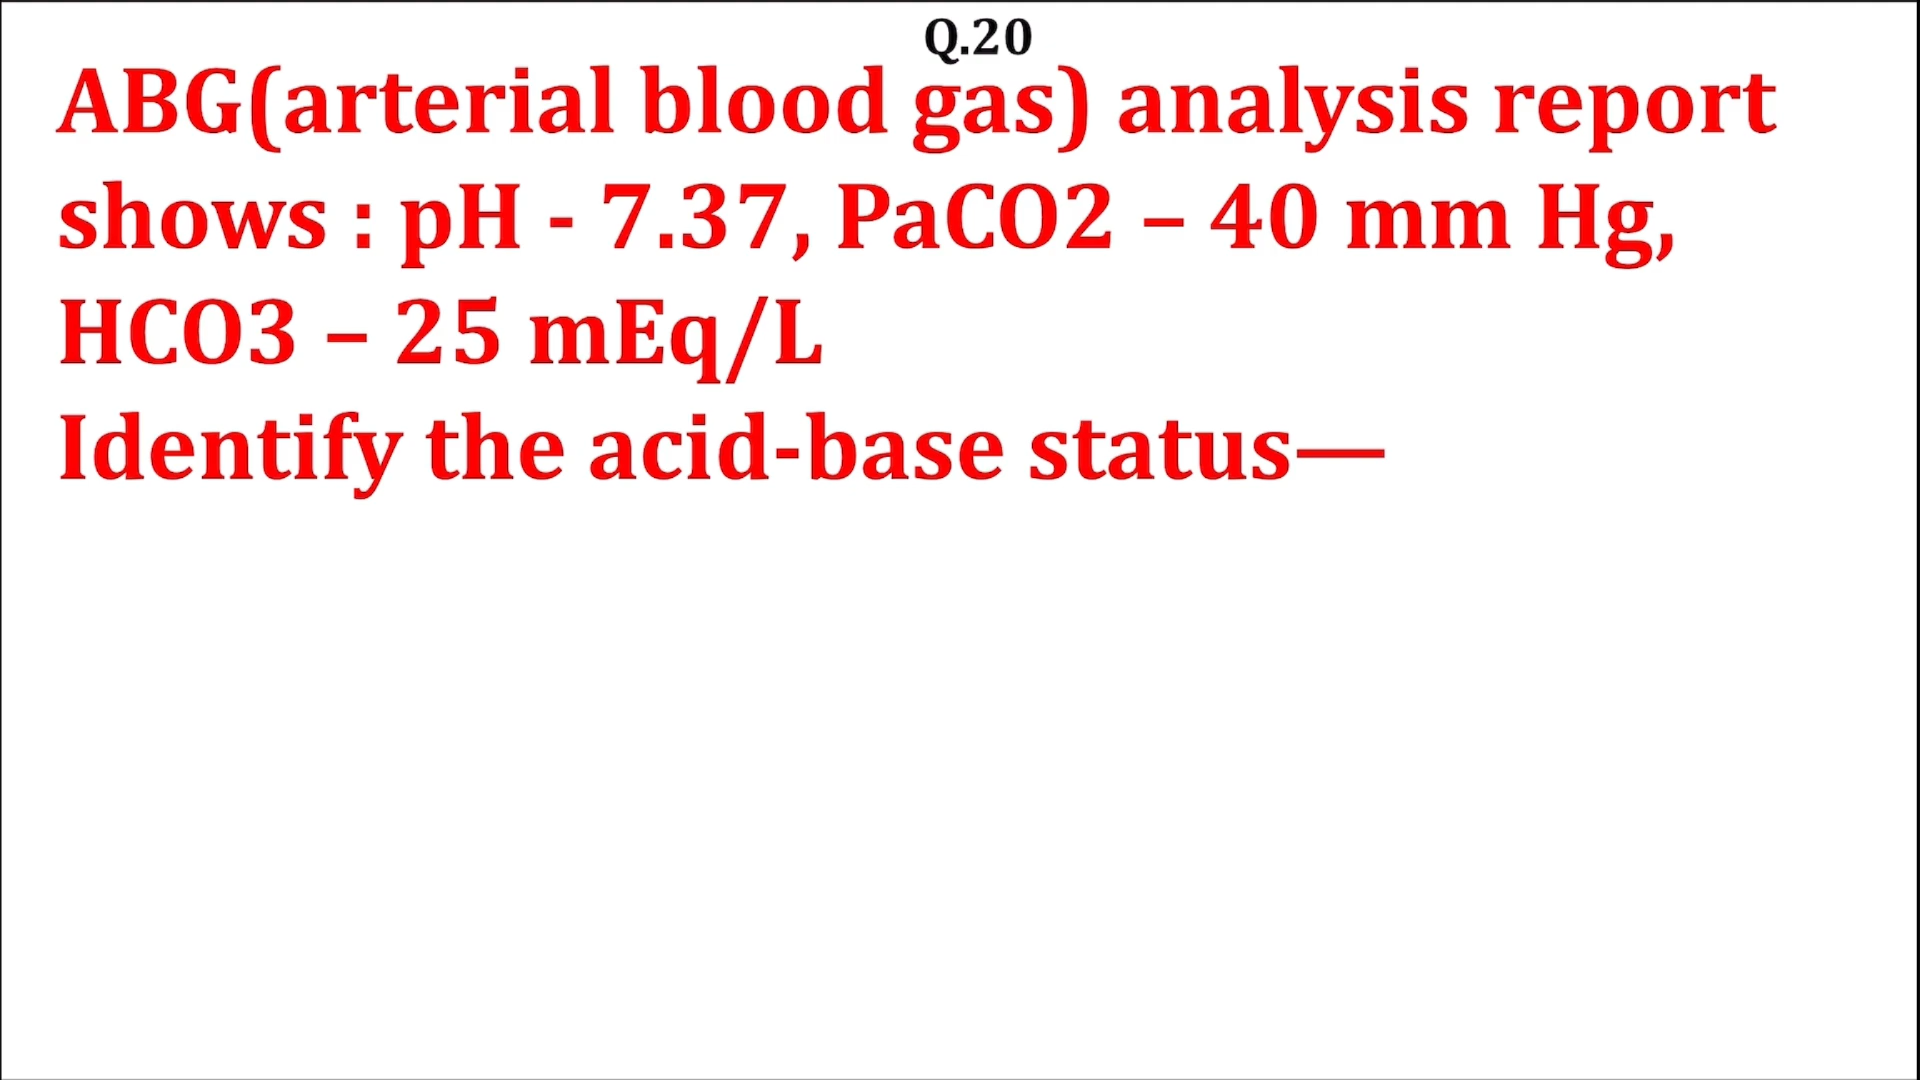 Q.20
ABG(arterial blood gas) analysis report
shows : pH - 7.37, PaCO2 – 40 mm Hg,
HCO3 – 25 mEq/L
Identify the acid-base status—